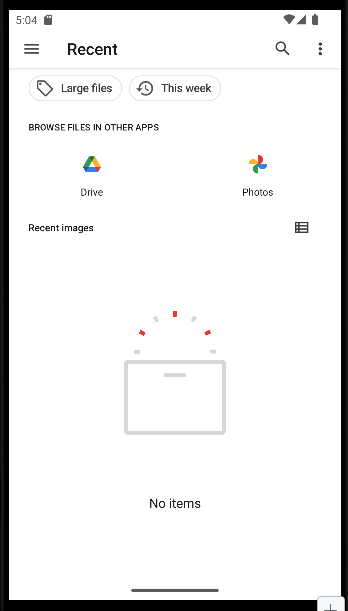 5:04
Recent
Large files
This week
BROWSE FILES IN OTHER APPS
Drive
Photos
Recent images
No items